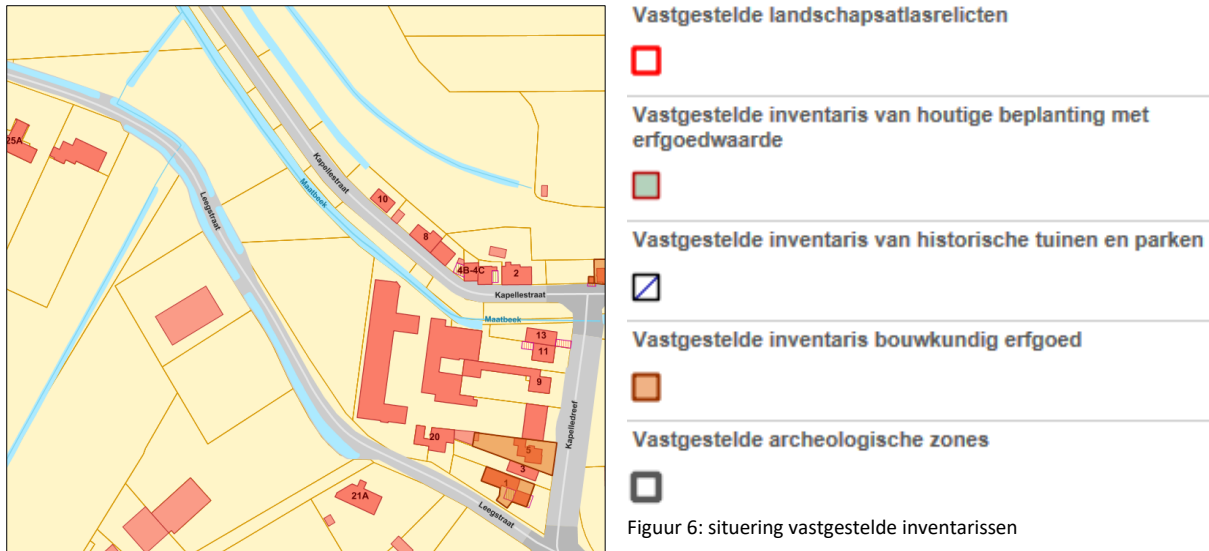 25A
Leegstraat
Kapellestraat
Maatbeek
10
8
4B-4C
2
Kapellestraat
Maatbeek
13
11
9
Kapelledreef
20
5
3
1
21A
Leegstraat
Vastgestelde landschapsatlasrelicten
Vastgestelde inventaris van houtige beplanting met
erfgoedwaarde
Vastgestelde inventaris van historische tuinen en parken
Vastgestelde inventaris bouwkundig erfgoed
Vastgestelde archeologische zones
Figuur 6: situering vastgestelde inventarissen